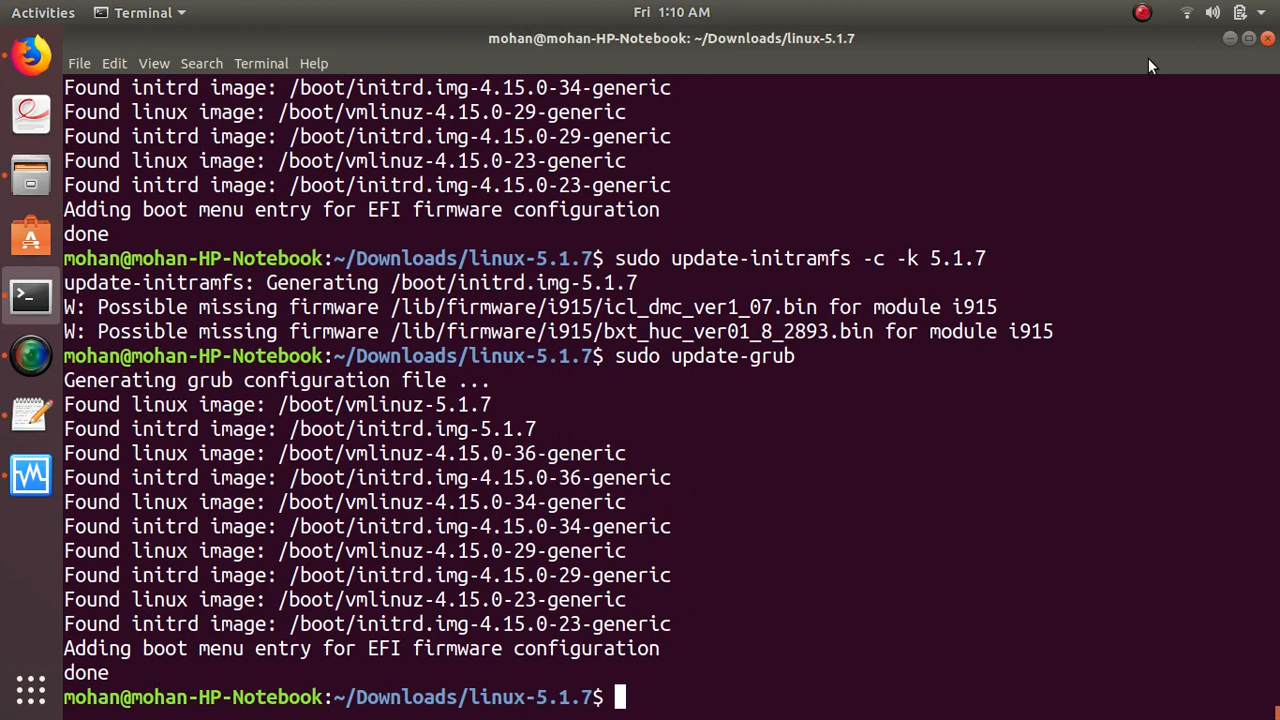 Activities Terminal Fri 1:10 AM
mohan@mohan-HP-Notebook: ~/Downloads/linux-5.1.7
File Edit View Search Terminal Help
Found initrd image: /boot/initrd.img-4.15.0-34-generic
Found linux image: /boot/vmlinuz-4.15.0-29-generic
Found initrd image: /boot/initrd.img-4.15.0-29-generic
Found linux image: /boot/vmlinuz-4.15.0-23-generic
Found initrd image: /boot/initrd.img-4.15.0-23-generic
Adding boot menu entry for EFI firmware configuration
done
mohan@mohan-HP-Notebook:~/Downloads/linux-5.1.7$ sudo update-initramfs -c -k 5.1.7
update-initramfs: Generating /boot/initrd.img-5.1.7
W: Possible missing firmware /lib/firmware/i915/icl_dmc_ver1_07.bin for module i915
W: Possible missing firmware /lib/firmware/i915/bxt_huc_ver01_8_2893.bin for module i915
mohan@mohan-HP-Notebook:~/Downloads/linux-5.1.7$ sudo update-grub
Generating grub configuration file ...
Found linux image: /boot/vmlinuz-5.1.7
Found initrd image: /boot/initrd.img-5.1.7
Found linux image: /boot/vmlinuz-4.15.0-36-generic
Found initrd image: /boot/initrd.img-4.15.0-36-generic
Found linux image: /boot/vmlinuz-4.15.0-34-generic
Found initrd image: /boot/initrd.img-4.15.0-34-generic
Found linux image: /boot/vmlinuz-4.15.0-29-generic
Found initrd image: /boot/initrd.img-4.15.0-29-generic
Found linux image: /boot/vmlinuz-4.15.0-23-generic
Found initrd image: /boot/initrd.img-4.15.0-23-generic
Adding boot menu entry for EFI firmware configuration
done
mohan@mohan-HP-Notebook:~/Downloads/linux-5.1.7$